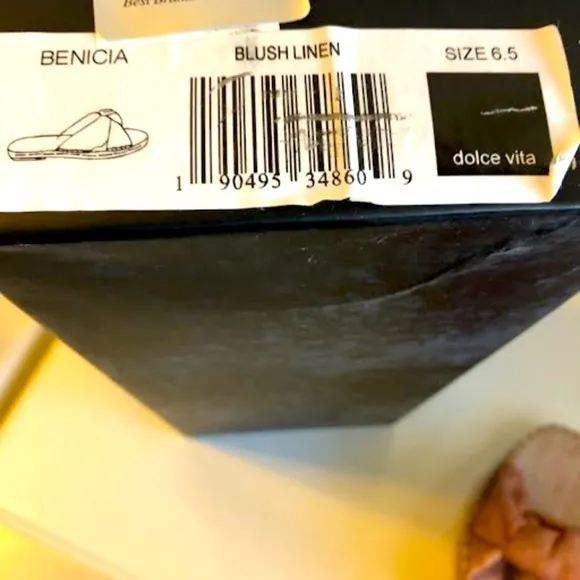 BENICIA
BLUSH LINEN
SIZE 6.5
dolce vita
1 90495 34860 9